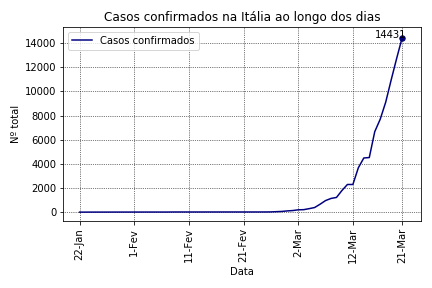 Casos confirmados na Itália ao longo dos dias
14431
Casos confirmados
14000
12000
10000
8000
6000
4000
2000
0
Nº total
22-Jan
1-Fev
11-Fev
21-Fev
2-Mar
12-Mar
21-Mar
Data